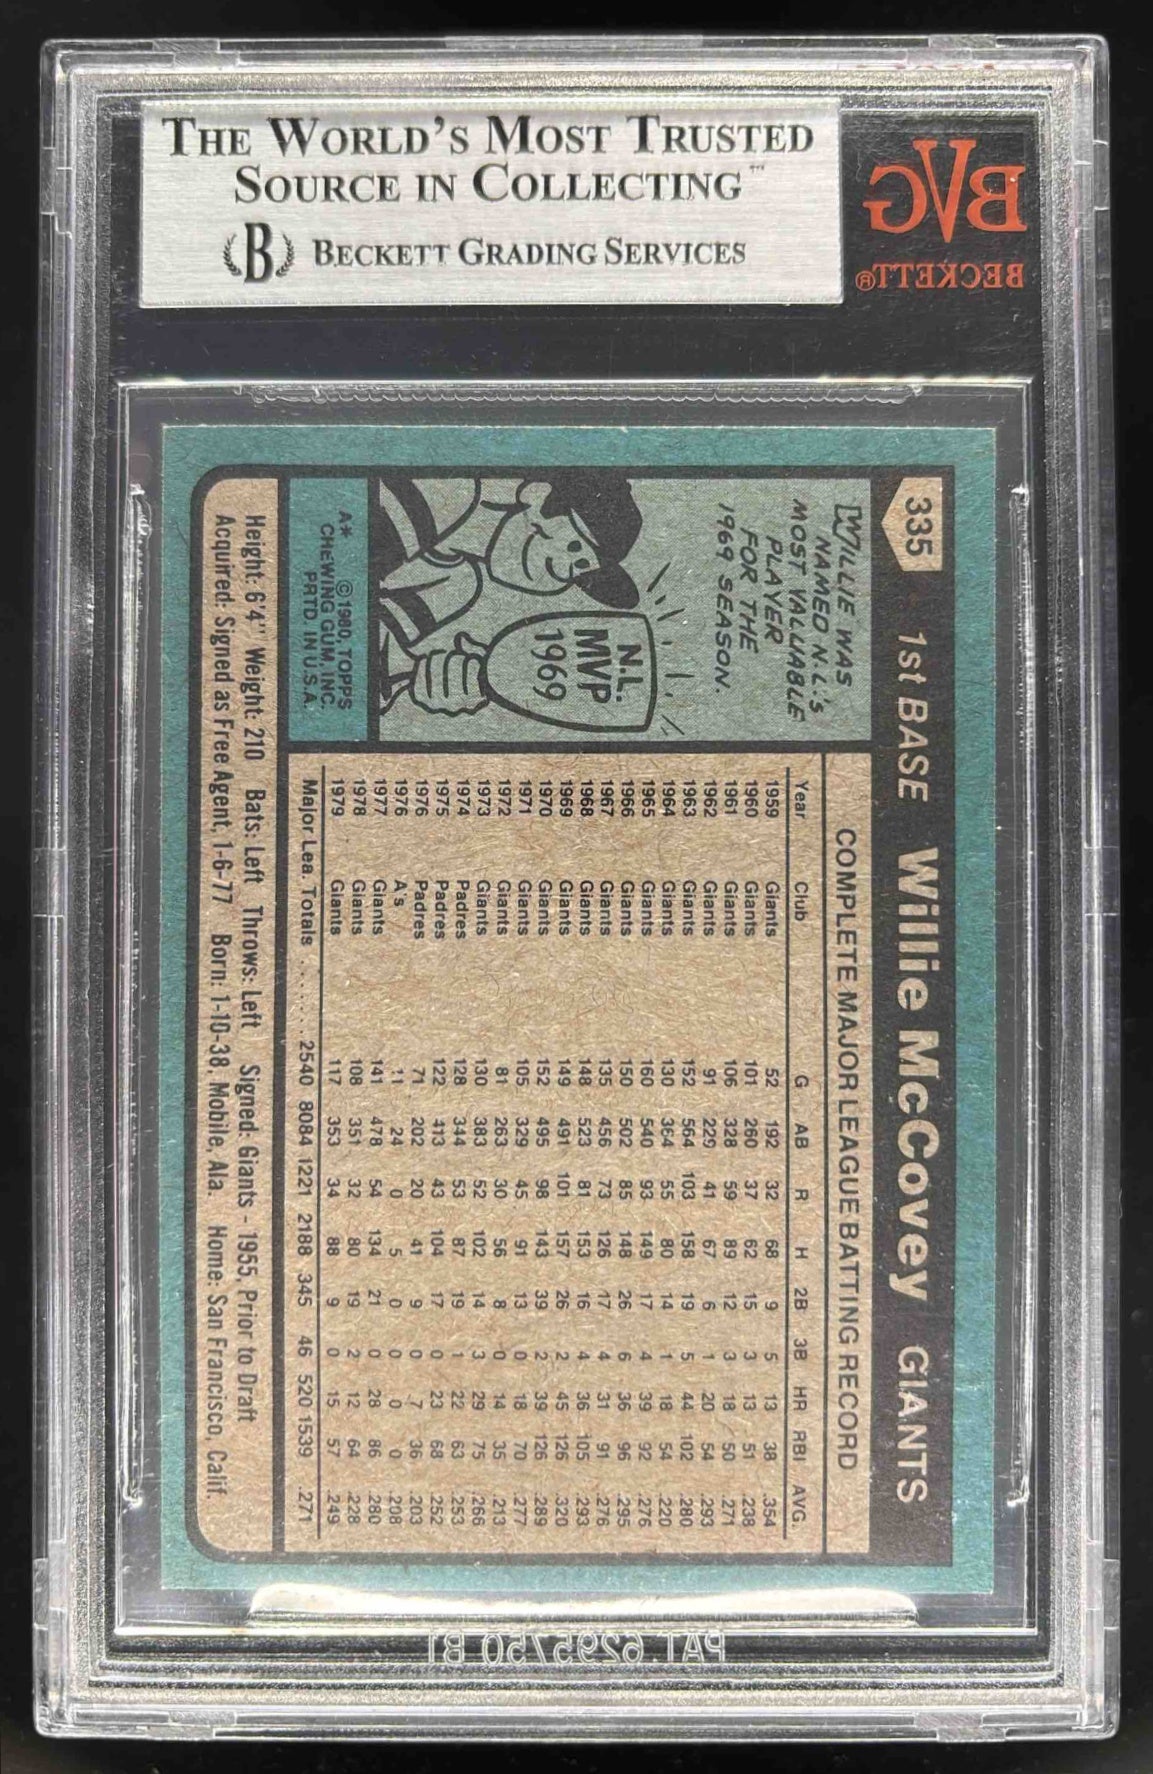 THE WORLD'S MOST TRUSTED
SOURCE IN COLLECTING™
B BECKETT GRADING SERVICES
BVG
BECKETT®
335 1st BASE Willie McCovey GIANTS
WILLIE WAS
NAMED N.L.'S
MOST VALUABLE
PLAYER
FOR THE
1969 SEASON.
N.L.
MVP
1969
A* ©1980, TOPPS
CHEWING GUM, INC.
PRTD. IN U.S.A.
COMPLETE MAJOR LEAGUE BATTING RECORD
Year Club G AB R H 2B 3B HR RBI AVG.
1959 Giants 52 192 32 68 9 5 13 38 .354
1960 Giants 101 260 37 62 15 3 13 51 .238
1961 Giants 106 328 59 89 12 3 18 50 .271
1962 Giants 91 229 41 67 6 1 20 54 .293
1963 Giants 152 564 103 158 19 5 44 102 .280
1964 Giants 130 364 55 80 14 1 18 54 .220
1965 Giants 160 540 93 149 17 4 39 92 .276
1966 Giants 150 502 85 148 26 6 36 96 .295
1967 Giants 135 456 73 126 17 4 31 91 .276
1968 Giants 148 523 81 153 16 4 36 105 .293
1969 Giants 149 491 101 157 26 2 45 126 .320
1970 Giants 152 495 98 143 39 2 39 126 .289
1971 Giants 105 329 45 91 13 0 18 70 .277
1972 Giants 81 263 30 56 8 0 14 35 .213
1973 Giants 130 383 52 102 14 3 29 75 .266
1974 Padres 128 344 53 87 19 1 22 63 .253
1975 Padres 122 413 43 104 17 0 23 68 .252
1976 Padres 71 202 20 41 9 0 7 36 .203
1976 A's 11 24 0 5 0 0 0 0 .208
1977 Giants 141 478 54 134 21 0 28 86 .280
1978 Giants 108 351 32 80 19 2 12 64 .228
1979 Giants 117 353 34 88 9 0 15 57 .249
Major Lea. Totals . . . . . . . 2540 8084 1221 2188 345 46 520 1539 .271
Height: 6'4" Weight: 210 Bats: Left Throws: Left Signed: Giants - 1955, Prior to Draft
Acquired: Signed as Free Agent, 1-6-77 Born: 1-10-38, Mobile, Ala. Home: San Francisco, Calif.
PAT. 6295750 B1